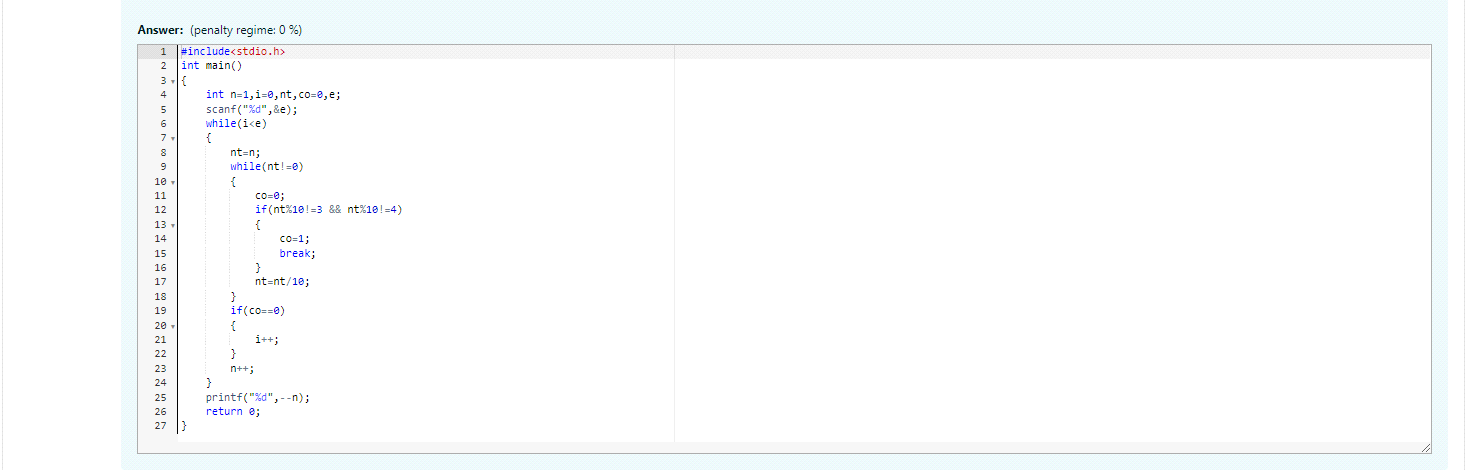 Answer: (penalty regime: 0 %)
1 #include<stdio.h>
2 int main()
3 {
4     int n=1,i=0,nt,co=0,e;
5     scanf("%d",&e);
6     while(i<e)
7     {
8         nt=n;
9         while(nt!=0)
10         {
11             co=0;
12             if(nt%10!=3 && nt%10!=4)
13             {
14                 co=1;
15                 break;
16             }
17             nt=nt/10;
18         }
19         if(co==0)
20         {
21             i++;
22         }
23         n++;
24     }
25     printf("%d",--n);
26     return 0;
27 }